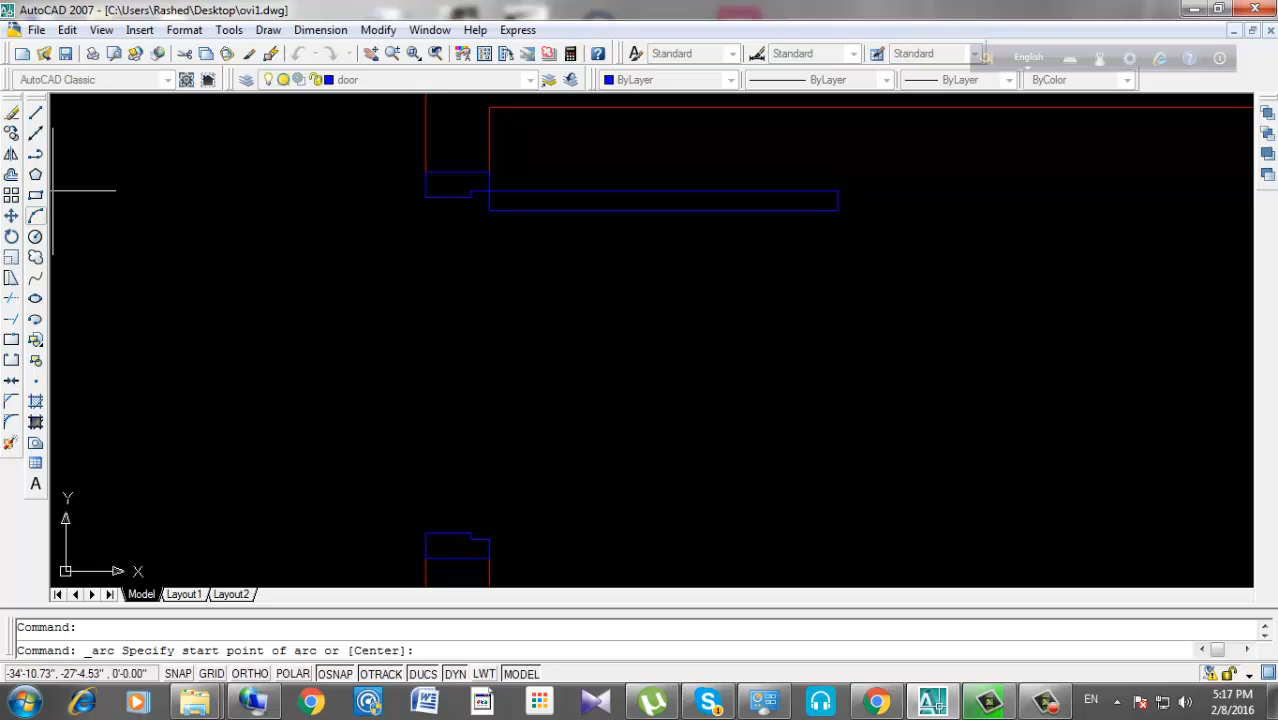 AutoCAD 2007 - [C:\Users\Rashed\Desktop\ovi1.dwg]
File Edit View Insert Format Tools Draw Dimension Modify Window Help Express
Standard Standard Standard English
AutoCAD Classic door ByLayer ByLayer ByLayer ByColor
A
Y
X
Model Layout1 Layout2
Command:
Command: _arc Specify start point of arc or [Center]:
-34'-10.73", -27'-4.53", 0'-0.00" SNAP GRID ORTHO POLAR OSNAP OTRACK DUCS DYN LWT MODEL
EN 5:17 PM
2/8/2016